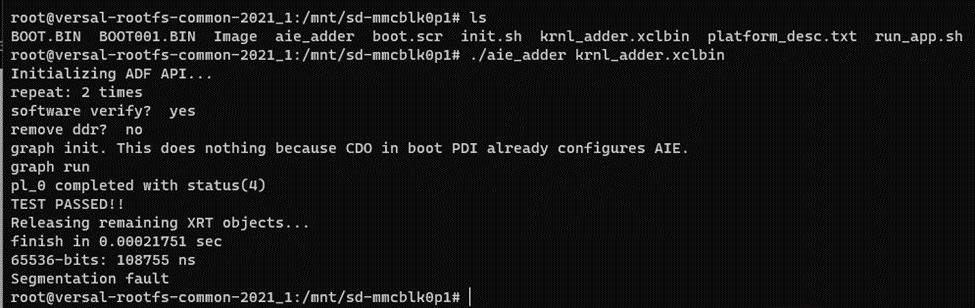 root@versal-rootfs-common-2021_1:/mnt/sd-mmcblk0p1# ls
BOOT.BIN  BOOT001.BIN  Image  aie_adder  boot.scr  init.sh  krnl_adder.xclbin  platform_desc.txt  run_app.sh
root@versal-rootfs-common-2021_1:/mnt/sd-mmcblk0p1# ./aie_adder krnl_adder.xclbin
Initializing ADF API...
repeat: 2 times
software verify?  yes
remove ddr?  no
graph init. This does nothing because CDO in boot PDI already configures AIE.
graph run
pl_0 completed with status(4)
TEST PASSED!!
Releasing remaining XRT objects...
finish in 0.00021751 sec
65536-bits: 108755 ns
Segmentation fault
root@versal-rootfs-common-2021_1:/mnt/sd-mmcblk0p1#